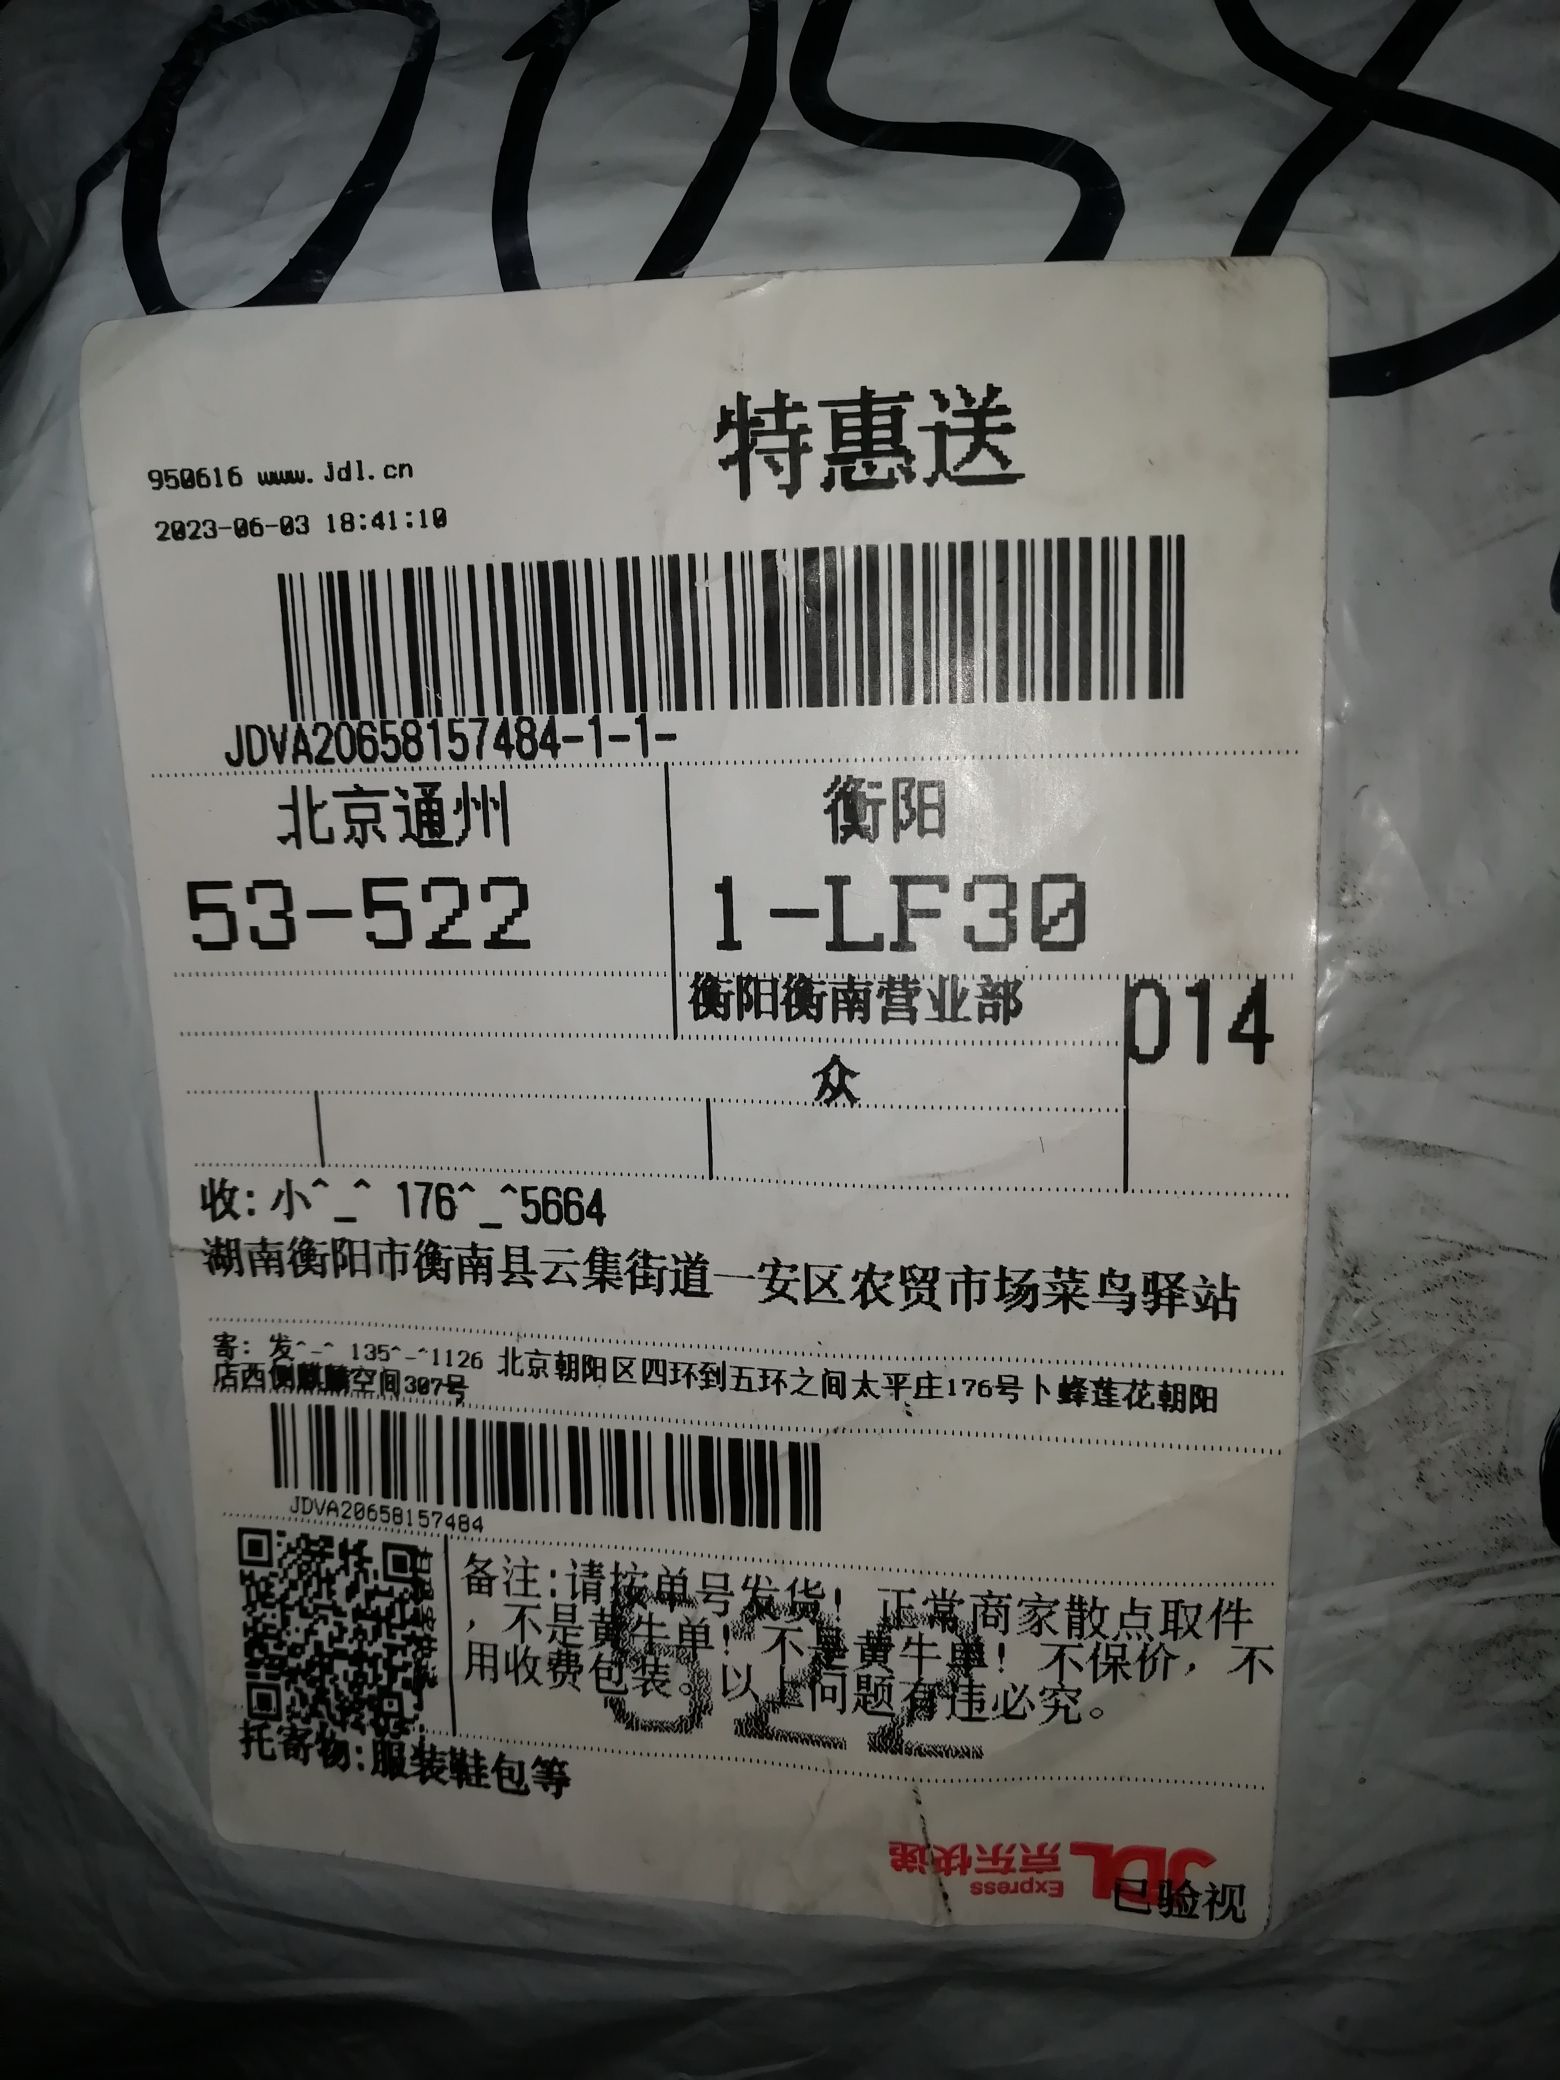 0058
特惠送
950616 www.jdl.cn
2023-06-03 18:41:10
JDVA20658157484-1-1-
北京通州
衡阳
53-522
1-LF30
衡阳衡南营业部
014
众
收: 小^_^ 176^_^5664
湖南衡阳市衡南县云集街道一安区农贸市场菜鸟驿站
寄: 发^_^ 135^_^1126 北京朝阳区四环到五环之间太平庄176号卜蜂莲花朝阳
店西侧麒麟空间307号
JDVA20658157484
备注:请按单号发货! 正常商家散点取件
, 不是黄牛单! 不是黄牛单! 不保价, 不
用收费包装。以上问题有违必究。
522
托寄物:服装鞋包等
JDL 京东快递
Express
已验视